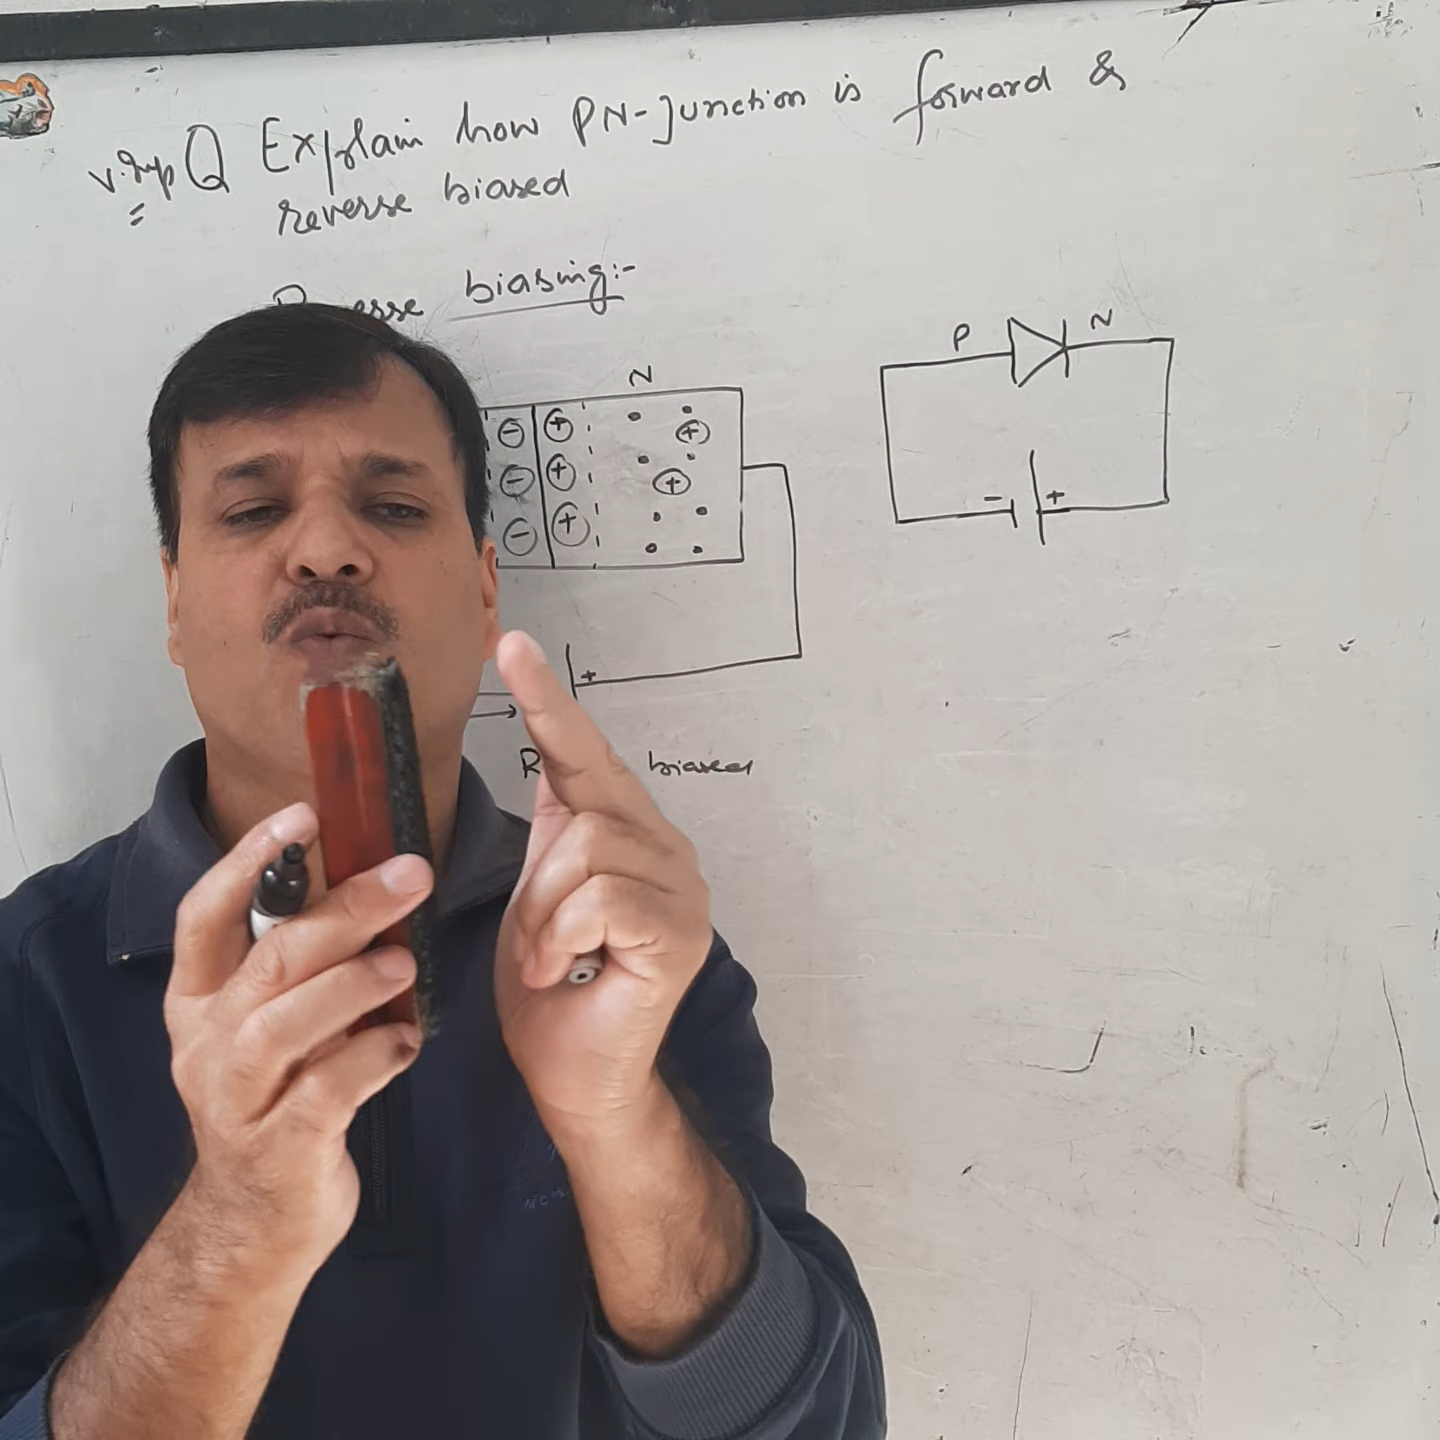 v.Imp Q Explain how PN-Junction is forward &
=
reverse biased
biasing:-
N
P N
- +
+
biased